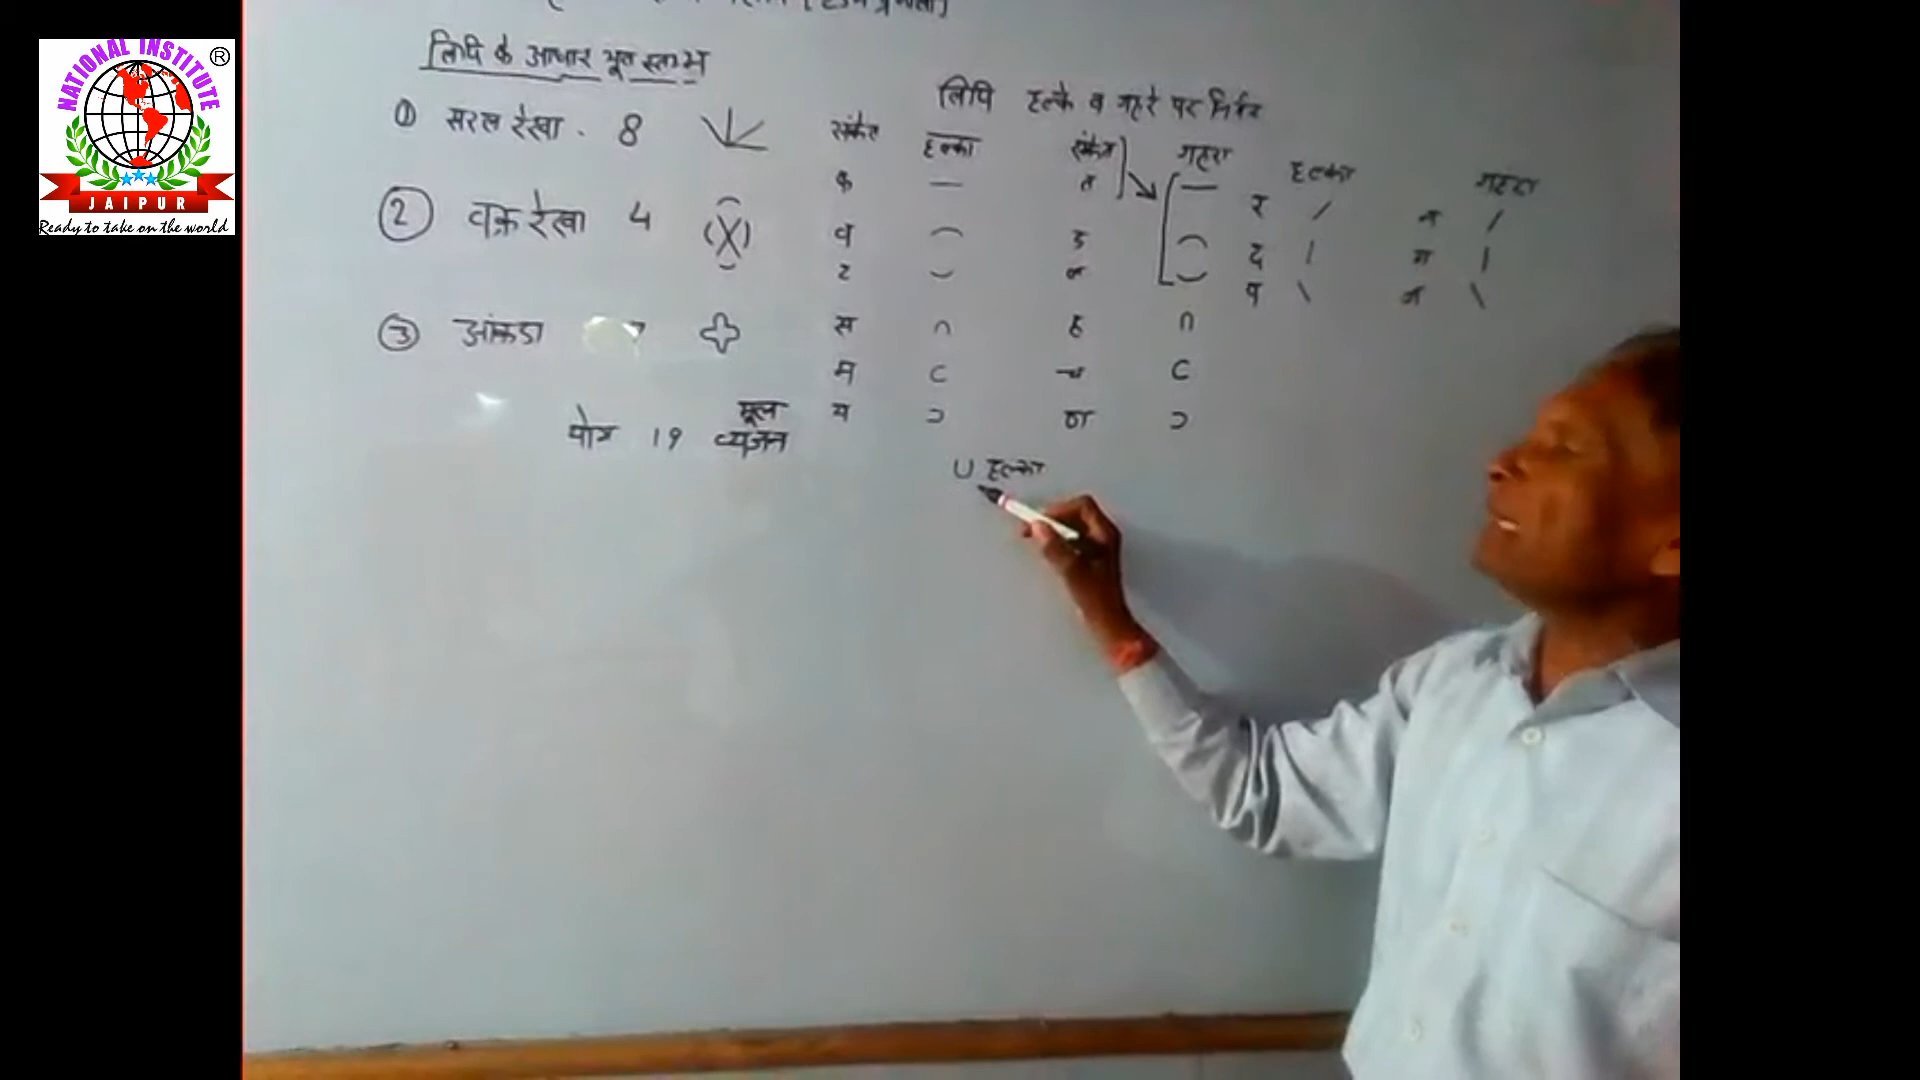 NATIONAL INSTITUTE ®
JAIPUR
Ready to take on the world
लिपि के आधार भूत स्तम्भ
① सरल रेखा . 8
② वक्र रेखा 4
③ आंकडा
योग 19 मूल व्यंजन
लिपि हल्के व गहरे पर निर्भर
संकेत हल्का संकेत गहरा हल्का गहरा
क — त —
व ⌒ ड ⌒
ट ⌣ ⌣
स ∩ ह ∩
म C च C
य ⊃ ⊃
र / /
द | |
प \ \
U हल्का